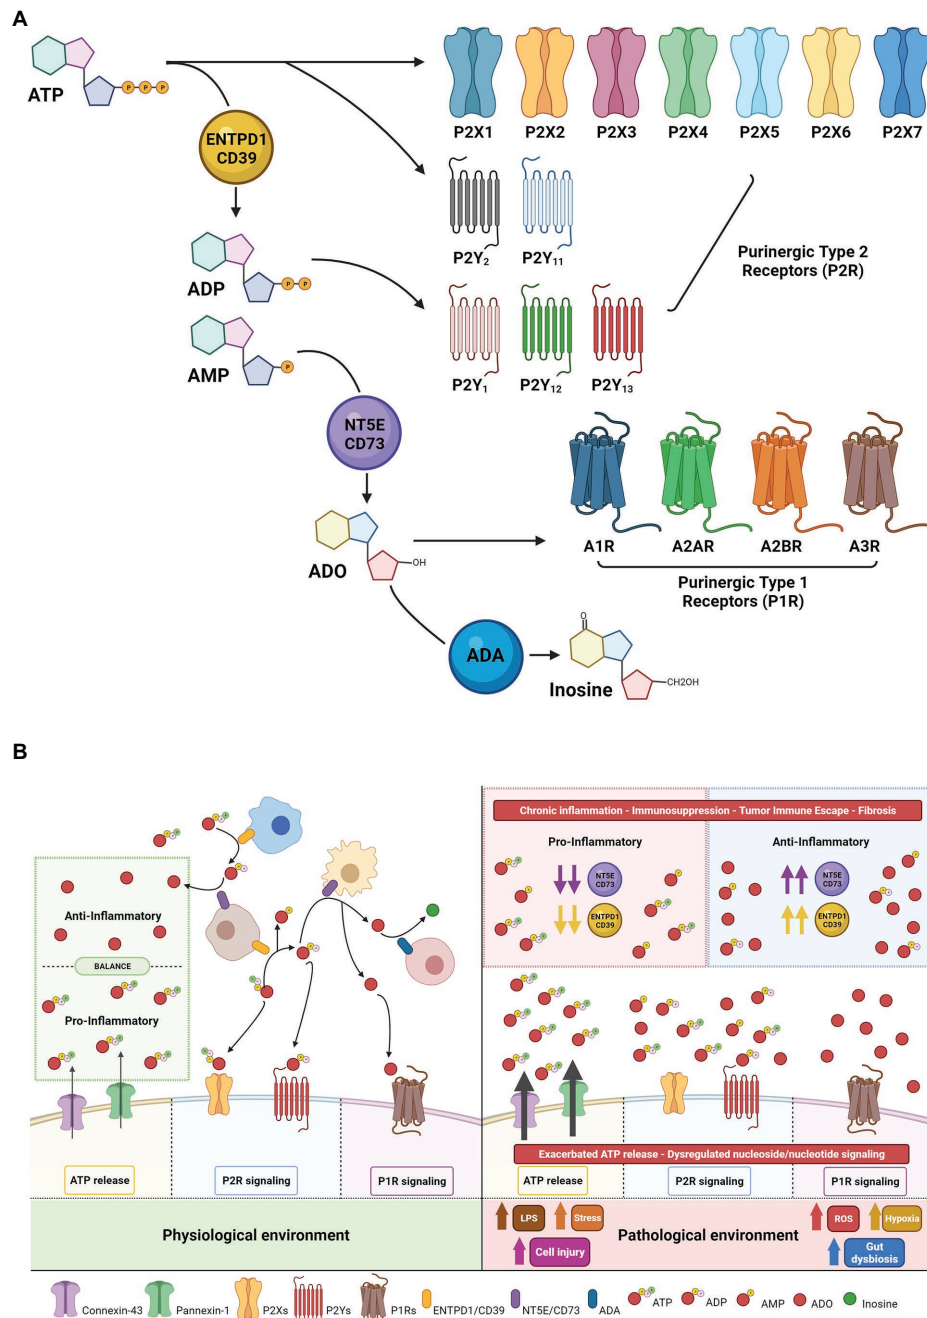 A
ATP
P
P
P
ENTPD1
CD39
P2X1
P2X2
P2X3
P2X4
P2X5
P2X6
P2X7
P2Y2
P2Y11
Purinergic Type 2
Receptors (P2R)
ADP
P
P
AMP
P
P2Y1
P2Y12
P2Y13
NT5E
CD73
ADO
OH
A1R
A2AR
A2BR
A3R
Purinergic Type 1
Receptors (P1R)
ADA
O
Inosine
CH2OH
B
Anti-Inflammatory
BALANCE
Pro-Inflammatory
ATP release
P2R signaling
P1R signaling
Physiological environment
Chronic inflammation - Immunosuppression - Tumor Immune Escape - Fibrosis
Pro-Inflammatory
NT5E
CD73
ENTPD1
CD39
Anti-Inflammatory
NT5E
CD73
ENTPD1
CD39
Exacerbated ATP release - Dysregulated nucleoside/nucleotide signaling
ATP release
P2R signaling
P1R signaling
LPS
Stress
Cell injury
Pathological environment
ROS
Hypoxia
Gut
dysbiosis
Connexin-43
Pannexin-1
P2Xs
P2Ys
P1Rs
ENTPD1/CD39
NT5E/CD73
ADA
ATP
ADP
AMP
ADO
Inosine